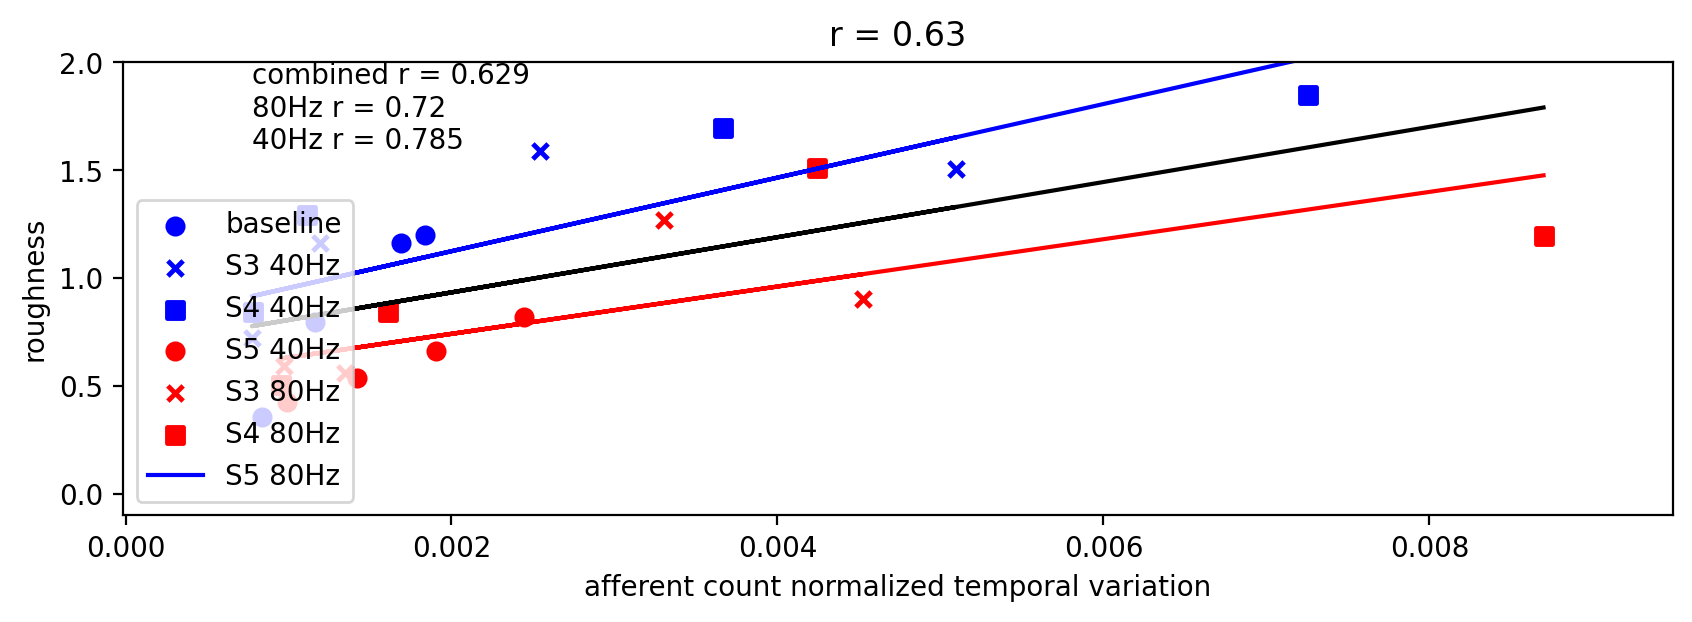 r = 0.63
combined r = 0.629
80Hz r = 0.72
40Hz r = 0.785
2.0
1.5
1.0
0.5
0.0
roughness
baseline
S3 40Hz
S4 40Hz
S5 40Hz
S3 80Hz
S4 80Hz
S5 80Hz
0.000 0.002 0.004 0.006 0.008
afferent count normalized temporal variation